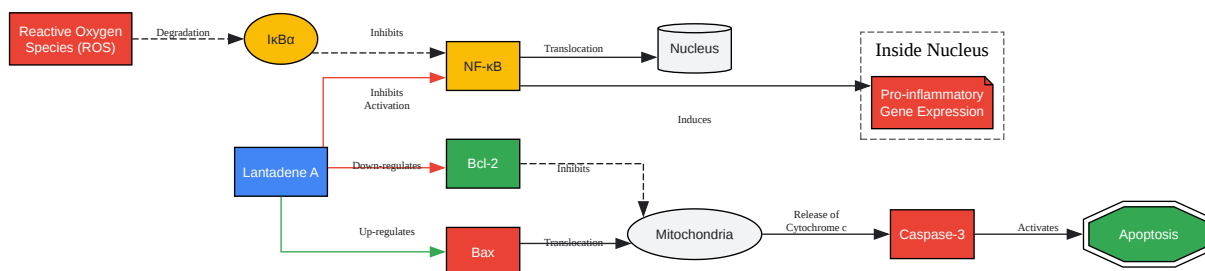 Reactive Oxygen
Species (ROS)
Degradation
IκBα
Inhibits
NF-κB
Translocation
Nucleus
Inside Nucleus
Pro-inflammatory
Gene Expression
Inhibits
Activation
Induces
Lantadene A
Down-regulates
Bcl-2
Inhibits
Up-regulates
Bax
Translocation
Mitochondria
Release of
Cytochrome c
Caspase-3
Activates
Apoptosis